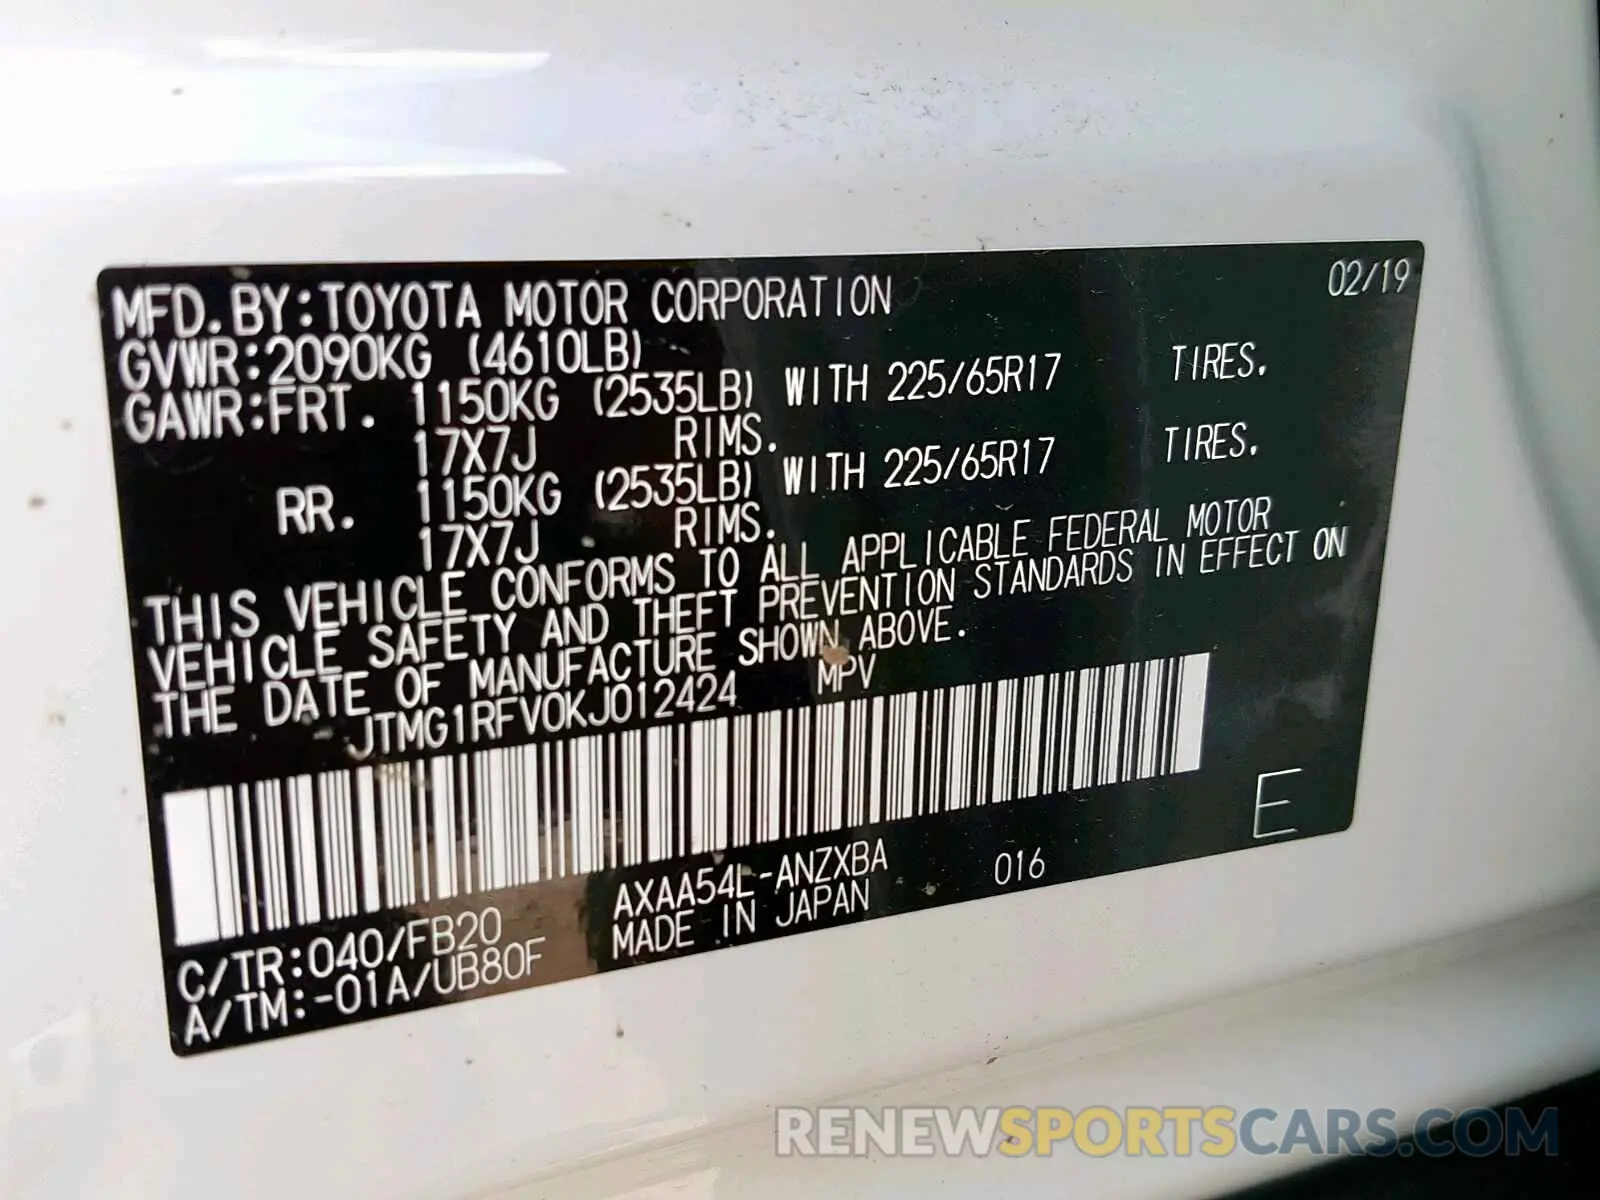 02/19
MFD.BY:TOYOTA MOTOR CORPORATION
GVWR:2090KG (4610LB)
GAWR:FRT. 1150KG (2535LB) WITH 225/65R17 TIRES.
17X7J RIMS.
RR. 1150KG (2535LB) WITH 225/65R17 TIRES.
17X7J RIMS.
THIS VEHICLE CONFORMS TO ALL APPLICABLE FEDERAL MOTOR
VEHICLE SAFETY AND THEFT PREVENTION STANDARDS IN EFFECT ON
THE DATE OF MANUFACTURE SHOWN ABOVE.
JTMG1RFV0KJ012424 MPV
E
C/TR:040/FB20 AXAA54L-ANZXBA 016
A/TM:-01A/UB80F MADE IN JAPAN
RENEWSPORTSCARS.COM